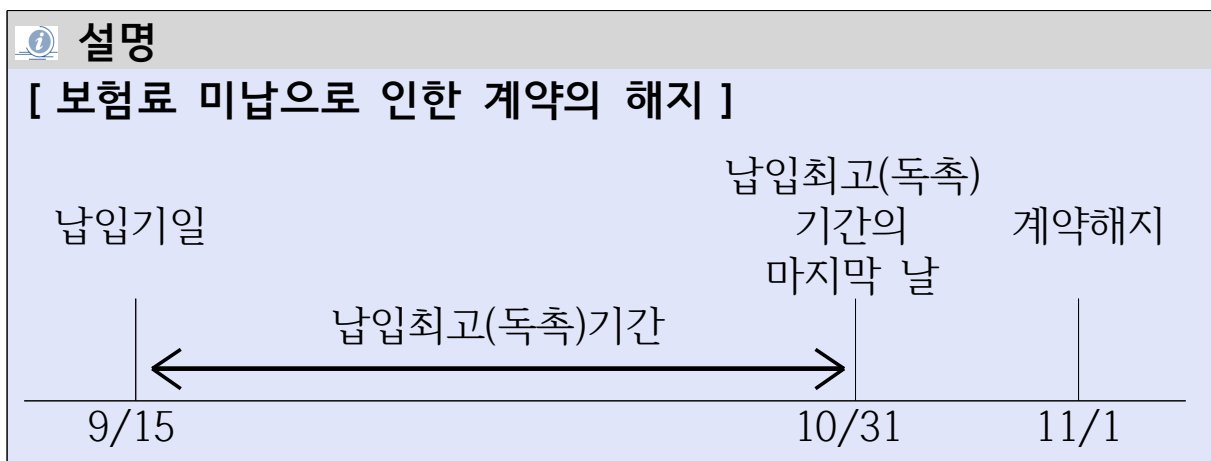 설명
[ 보험료 미납으로 인한 계약의 해지 ]
납입최고(독촉)
납입기일 기간의 계약해지
마지막 날
납입최고(독촉)기간
9/15 10/31 11/1